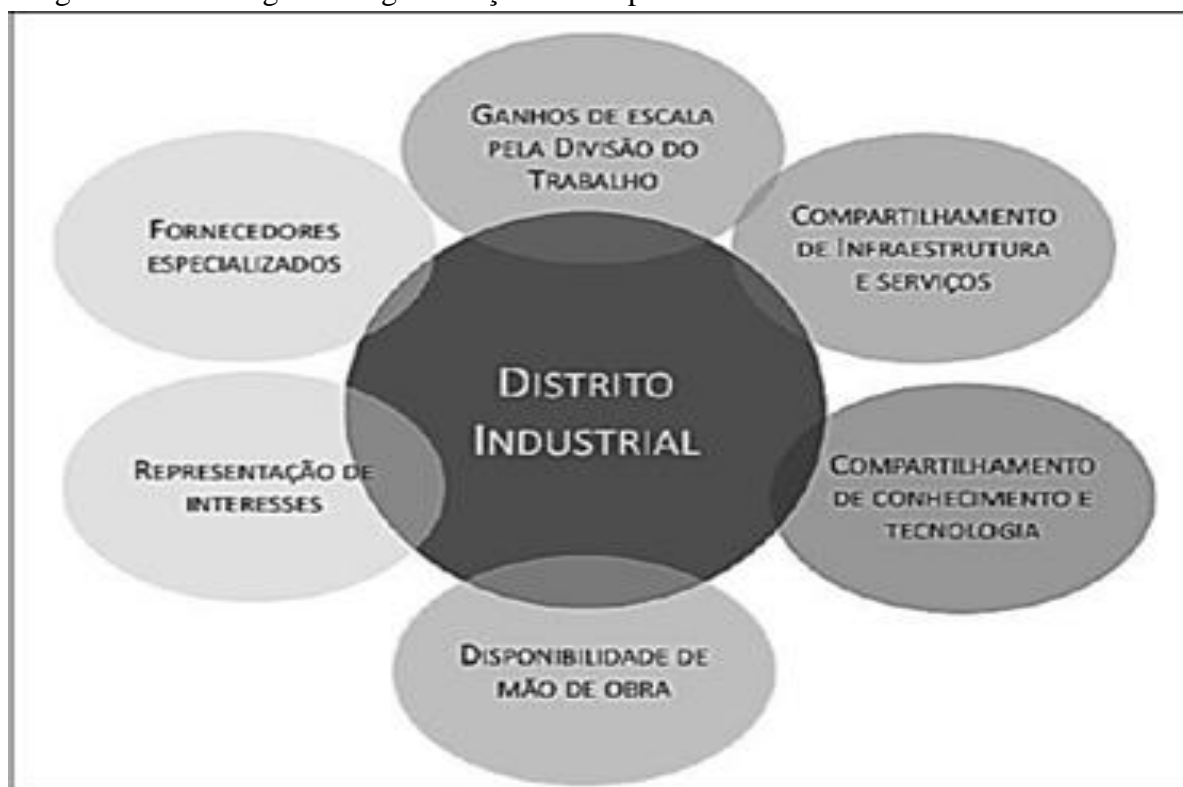 GANHOS DE ESCALA
PELA DIVISÃO DO
TRABALHO
FORNECEDORES
ESPECIALIZADOS
COMPARTILHAMENTO
DE INFRAESTRUTURA
E SERVIÇOS
DISTRITO
INDUSTRIAL
REPRESENTAÇÃO DE
INTERESSES
COMPARTILHAMENTO
DE CONHECIMENTO E
TECNOLOGIA
DISPONIBILIDADE DE
MÃO DE OBRA